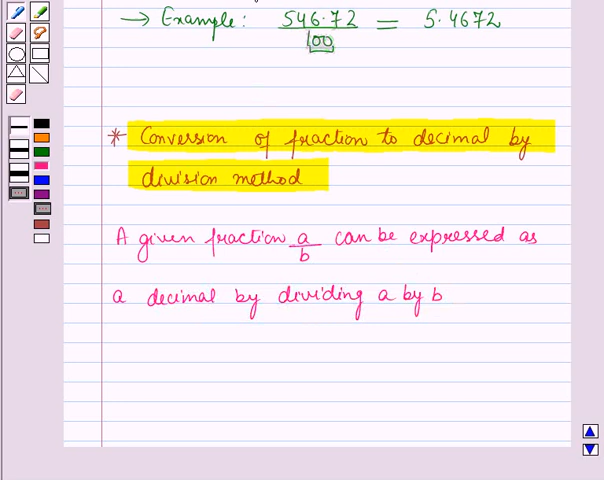 → Example: 546.72/100 = 5.4672
* Conversion of fraction to decimal by
division method
A given fraction a/b can be expressed as
a decimal by dividing a by b